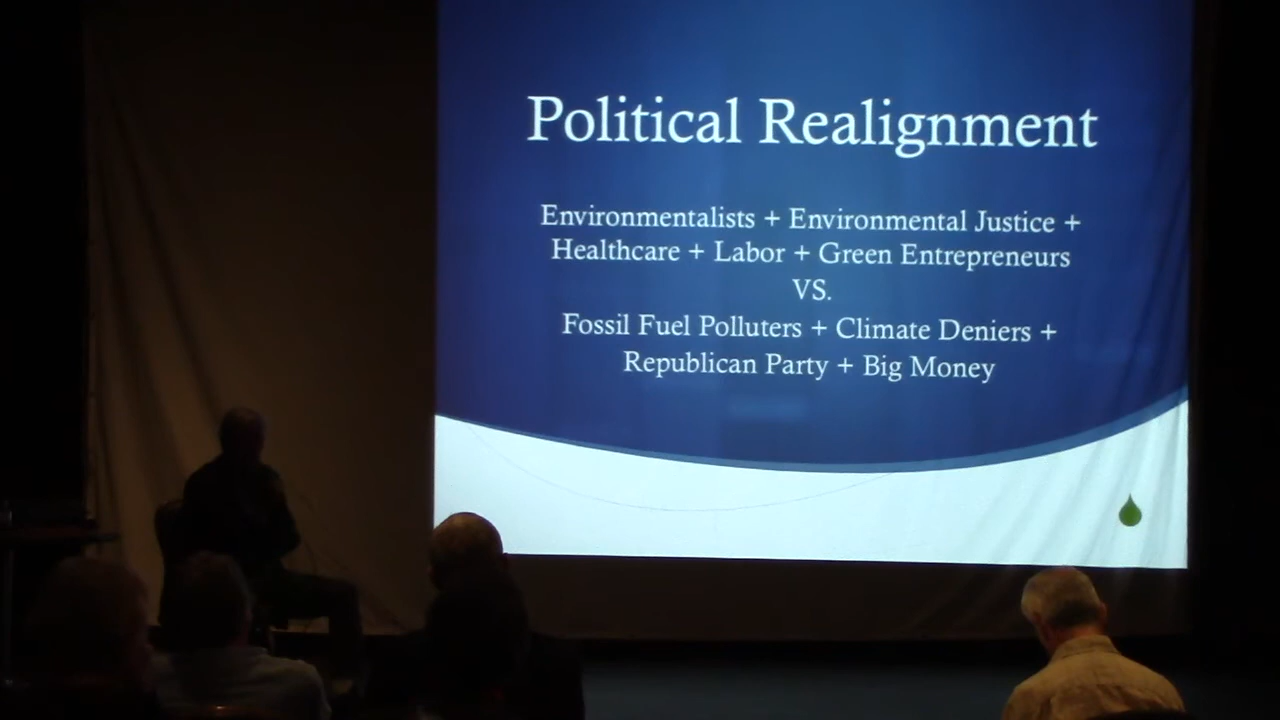 Political Realignment
Environmentalists + Environmental Justice +
Healthcare + Labor + Green Entrepreneurs
VS.
Fossil Fuel Polluters + Climate Deniers +
Republican Party + Big Money